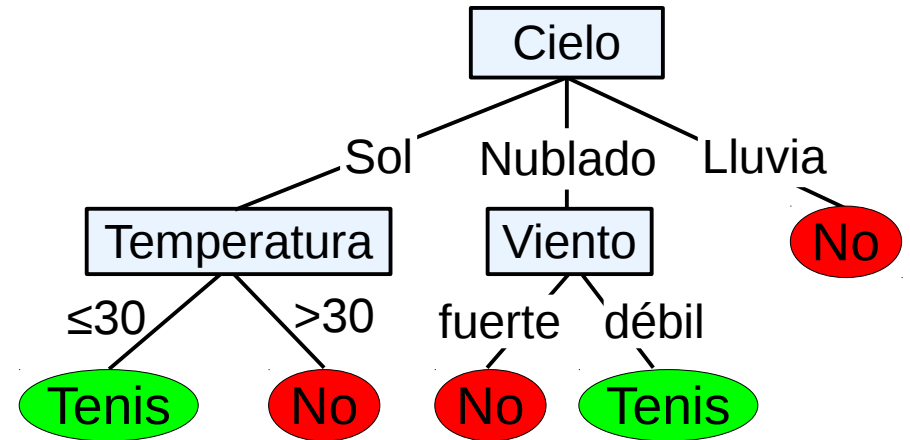 Cielo
Sol Nublado Lluvia
Temperatura Viento No
≤30 >30 fuerte débil
Tenis No No Tenis